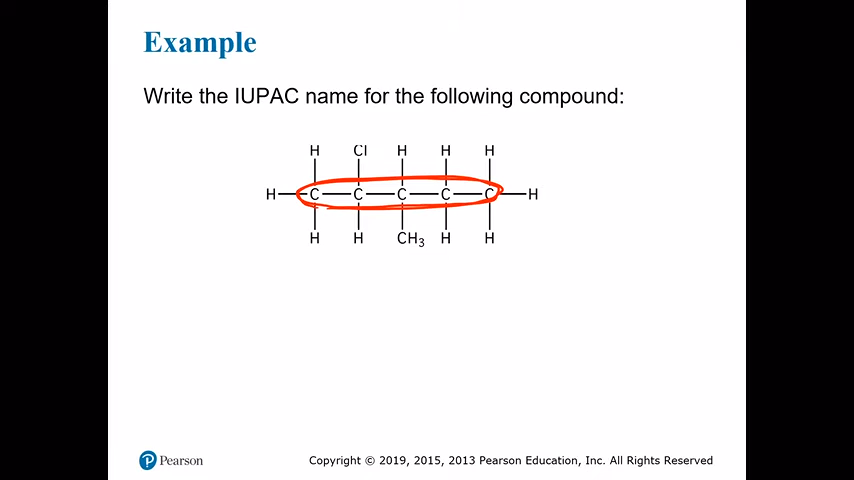 Example
Write the IUPAC name for the following compound:
H Cl H H H
H C C C C C H
H H CH₃ H H
Pearson
Copyright © 2019, 2015, 2013 Pearson Education, Inc. All Rights Reserved